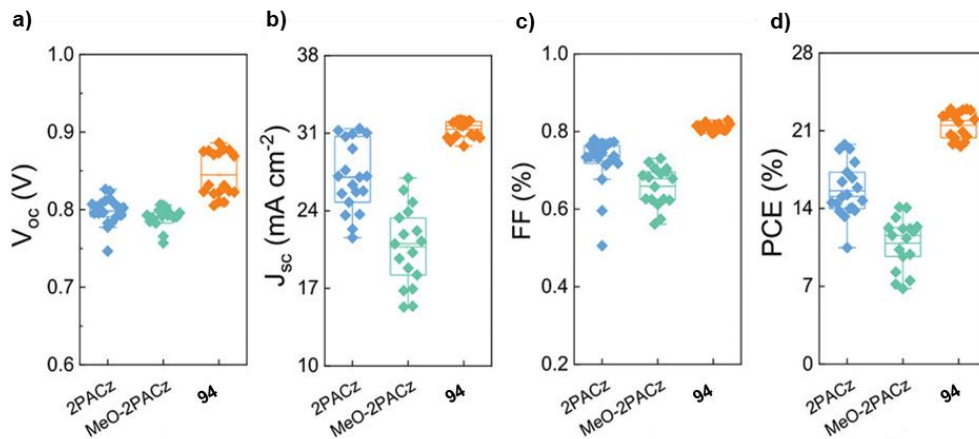 a)
V_oc (V)
1.0
0.9
0.8
0.7
0.6
2PACz
MeO-2PACz
94
b)
J_sc (mA cm-2)
38
31
24
17
10
2PACz
MeO-2PACz
94
c)
FF (%)
1.0
0.8
0.6
0.4
0.2
2PACz
MeO-2PACz
94
d)
PCE (%)
28
21
14
7
0
2PACz
MeO-2PACz
94